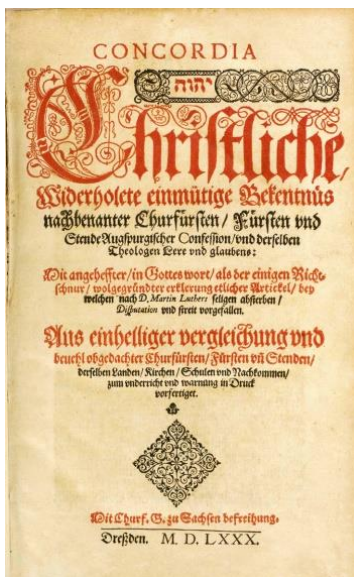 CONCORDIA
יהוה
Christliche/
Widerholete einmütige Bekentnüs
nachbenanter Churfürsten/ Fürsten vnd
Stende Augspurgischer Confession/ vnd derselben
Theologen Lere vnd glaubens:
Mit angeheffter/ in Gottes wort/ als der einigen Richt-
schnur/ wolgegründter erklerung etlicher Artickel/ bey
welchen nach D. Martin Luthers seligen absterben/
Disputation vnd streit vorgefallen.
Aus einhelliger vergleichung vnd
beuehl obgedachter Churfürsten/ Fürsten vñ Stenden/
derselben Landen/ Kirchen/ Schulen vnd Nachkommen/
zum vnderricht vnd warnung in Druck
vorfertiget.
Mit Churf. G. zu Sachsen befreihung.
Dreßden. M. D. LXXX.